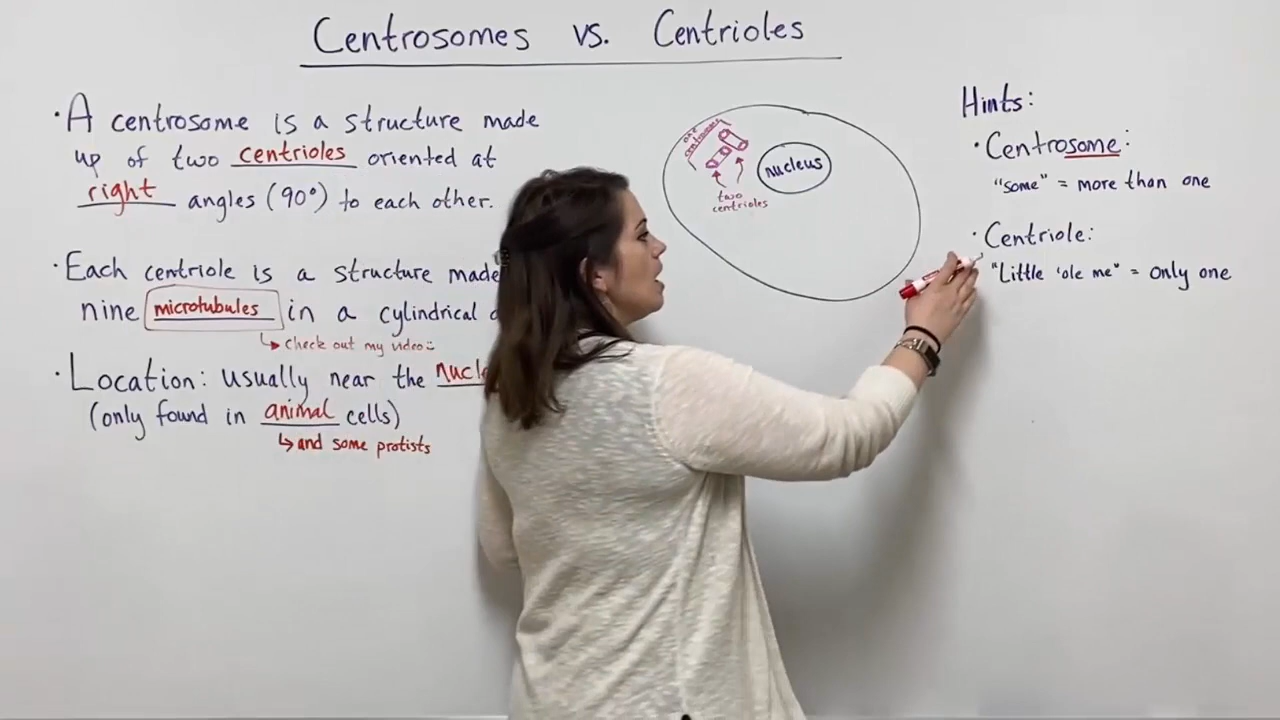 Centrosomes vs. Centrioles
· A centrosome is a structure made
up of two centrioles oriented at
right angles (90°) to each other.
· Each centriole is a structure made
nine microtubules in a cylindrical
↳ check out my video
· Location: usually near the
(only found in animal cells)
↳ and some protists
one
centrosome
two
centrioles
nucleus
Hints:
· Centrosome:
"some" = more than one
· Centriole:
"Little 'ole me" = only one